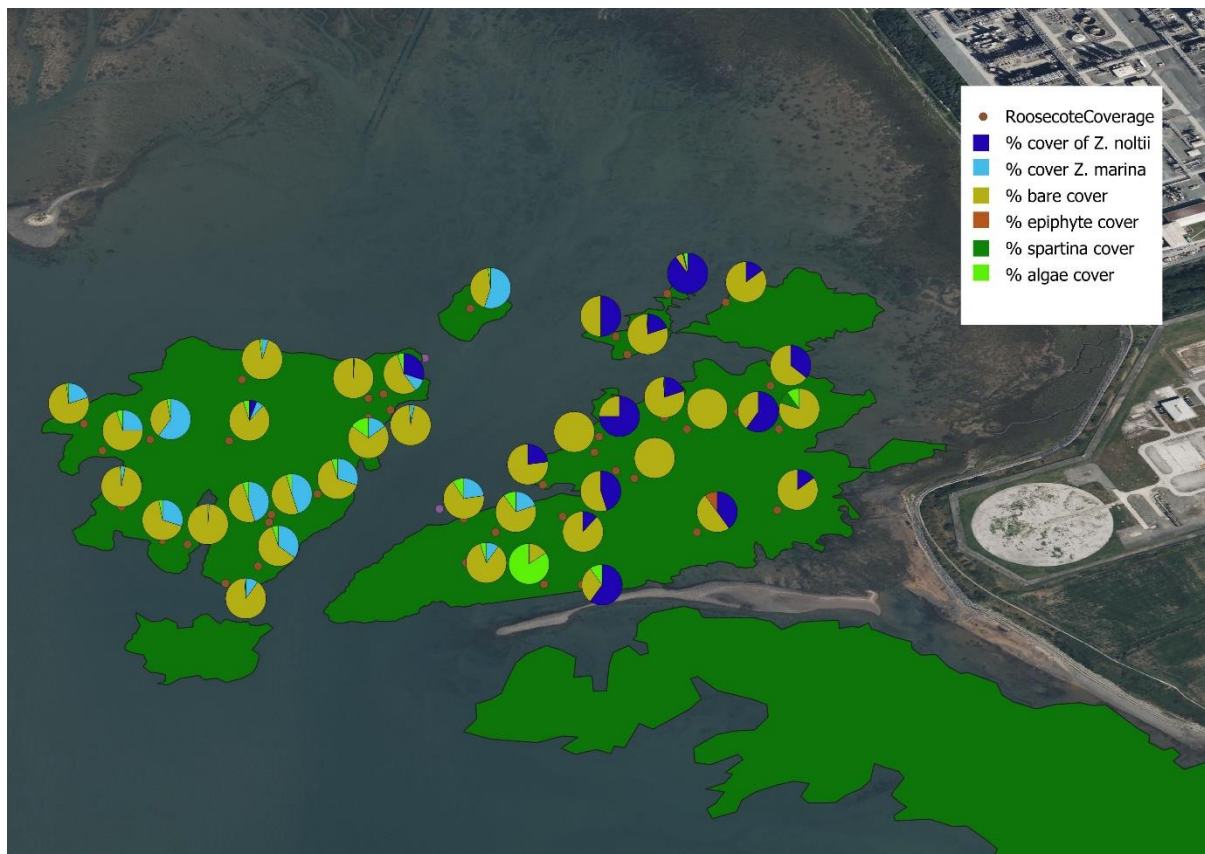 RoosecoteCoverage
% cover of Z. noltii
% cover Z. marina
% bare cover
% epiphyte cover
% spartina cover
% algae cover